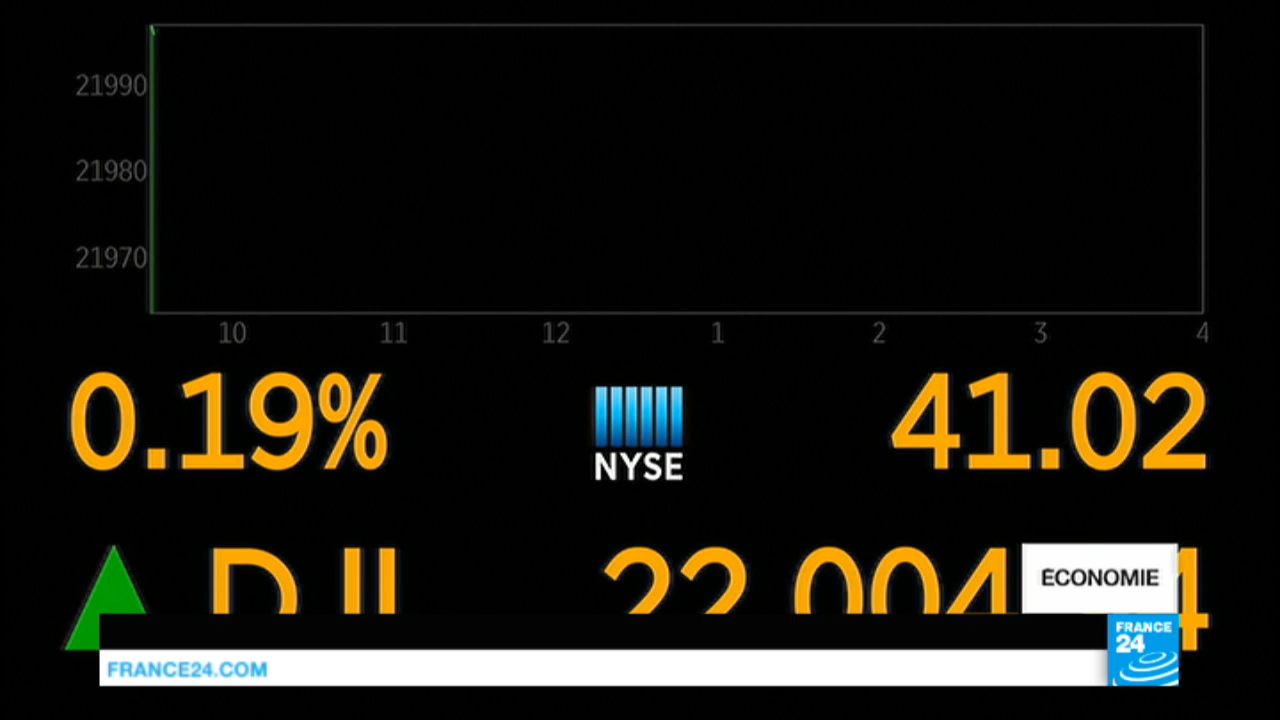 21990
21980
21970
10 11 12 1 2 3 4
0.19%
NYSE
41.02
ECONOMIE
FRANCE
24
FRANCE24.COM